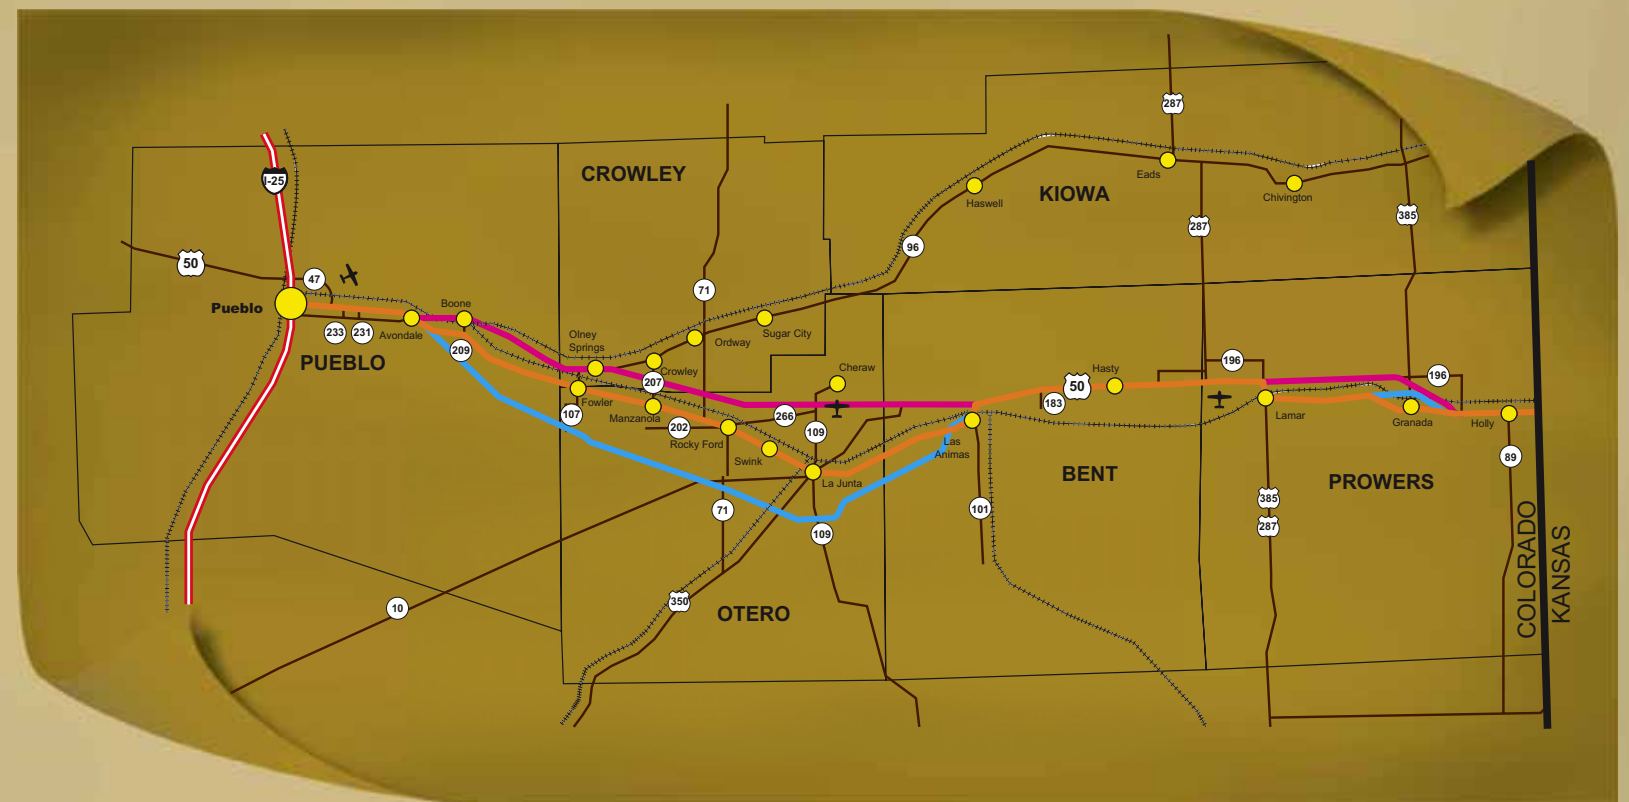 287
I-25
CROWLEY
Eads
KIOWA
Haswell
Chivington
385
287
96
50
47
71
Pueblo
Boone
233
231
Avondale
209
PUEBLO
Olney
Springs
Ordway
Sugar City
Crowley
207
Cheraw
Fowler
107
Manzanola
202
266
109
Rocky Ford
Swink
La Junta
Hasty
50
183
196
196
Las
Animas
Lamar
Granada
Holly
89
BENT
PROWERS
71
101
385
287
109
350
10
OTERO
COLORADO
KANSAS